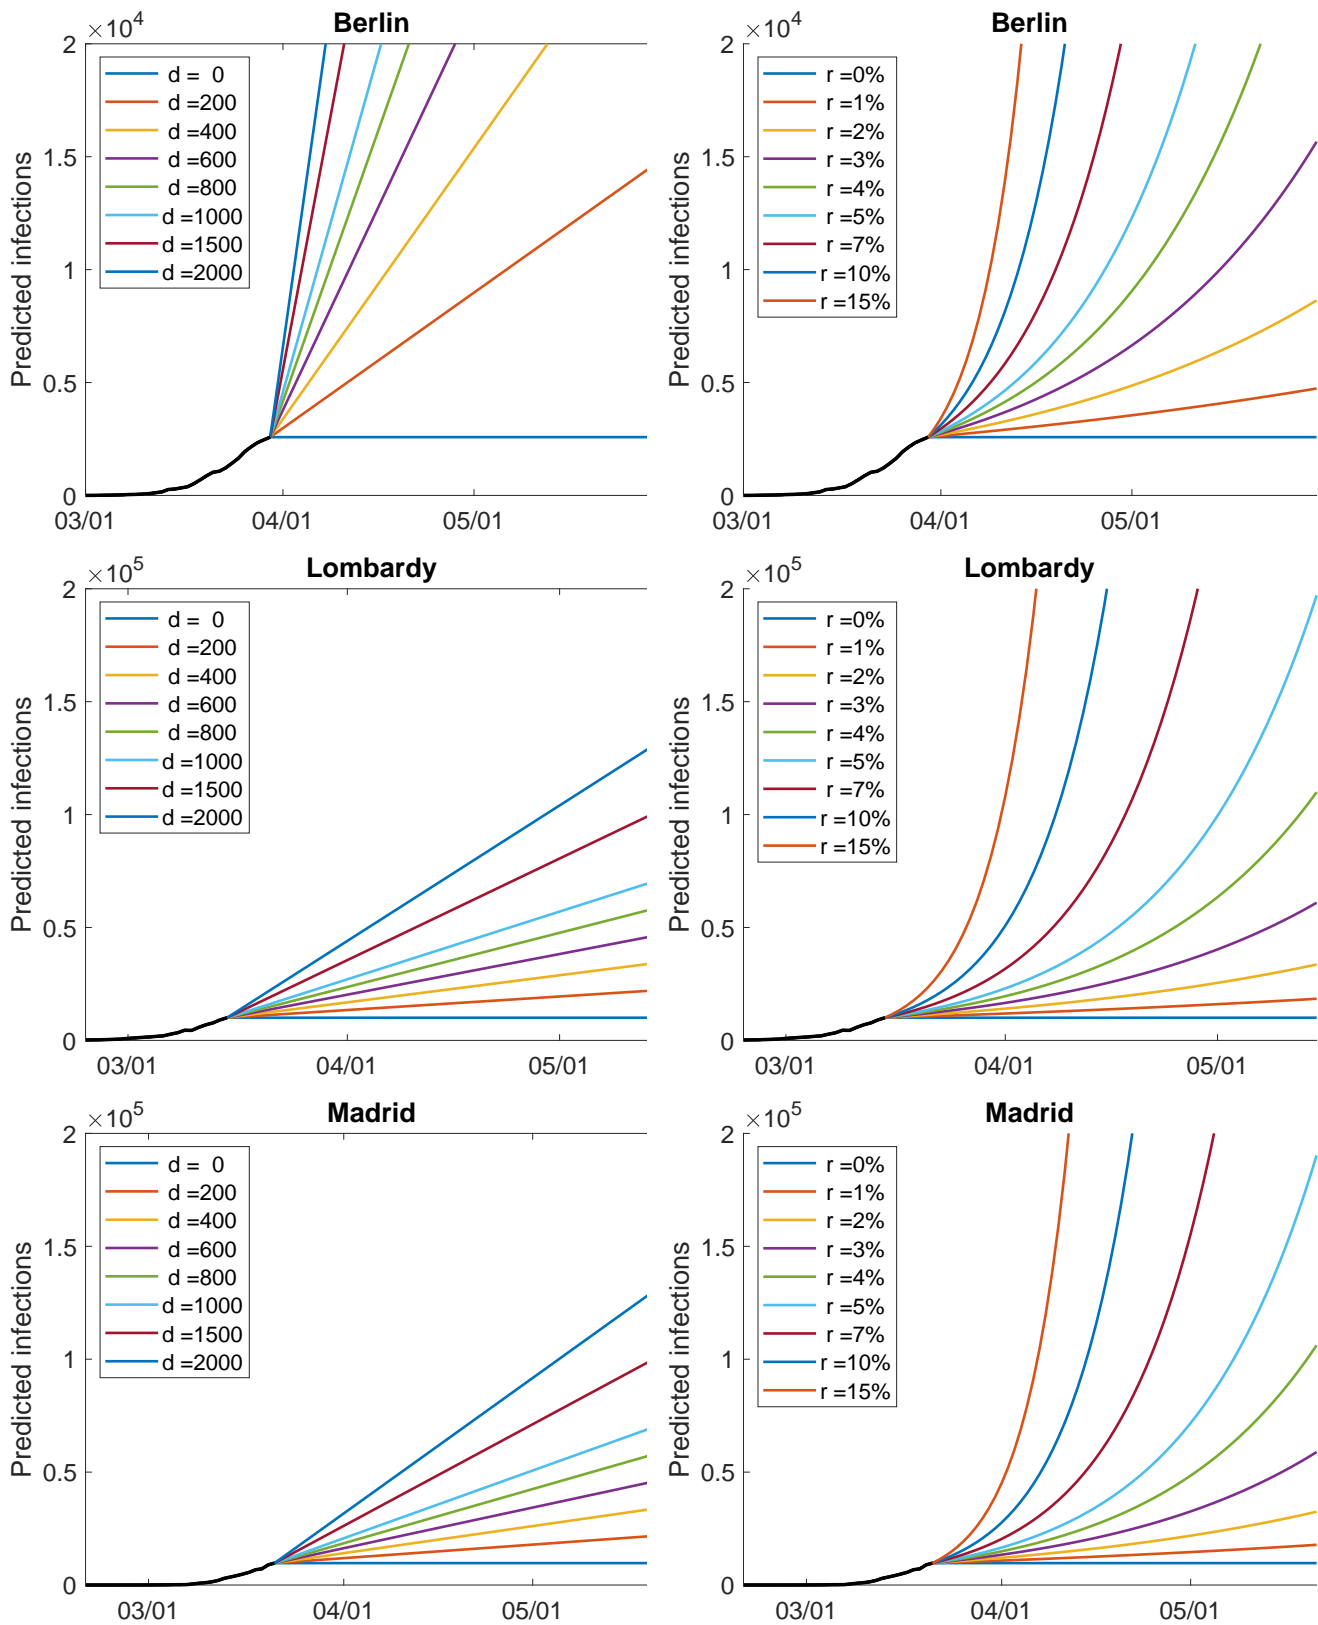 Berlin
×10^4
2
1.5
1
0.5
0
Predicted infections
d = 0
d =200
d =400
d =600
d =800
d =1000
d =1500
d =2000
03/01
04/01
05/01
Berlin
×10^4
2
1.5
1
0.5
0
Predicted infections
r =0%
r =1%
r =2%
r =3%
r =4%
r =5%
r =7%
r =10%
r =15%
03/01
04/01
05/01
Lombardy
×10^5
2
1.5
1
0.5
0
Predicted infections
d = 0
d =200
d =400
d =600
d =800
d =1000
d =1500
d =2000
03/01
04/01
05/01
Lombardy
×10^5
2
1.5
1
0.5
0
Predicted infections
r =0%
r =1%
r =2%
r =3%
r =4%
r =5%
r =7%
r =10%
r =15%
03/01
04/01
05/01
Madrid
×10^5
2
1.5
1
0.5
0
Predicted infections
d = 0
d =200
d =400
d =600
d =800
d =1000
d =1500
d =2000
03/01
04/01
05/01
Madrid
×10^5
2
1.5
1
0.5
0
Predicted infections
r =0%
r =1%
r =2%
r =3%
r =4%
r =5%
r =7%
r =10%
r =15%
03/01
04/01
05/01